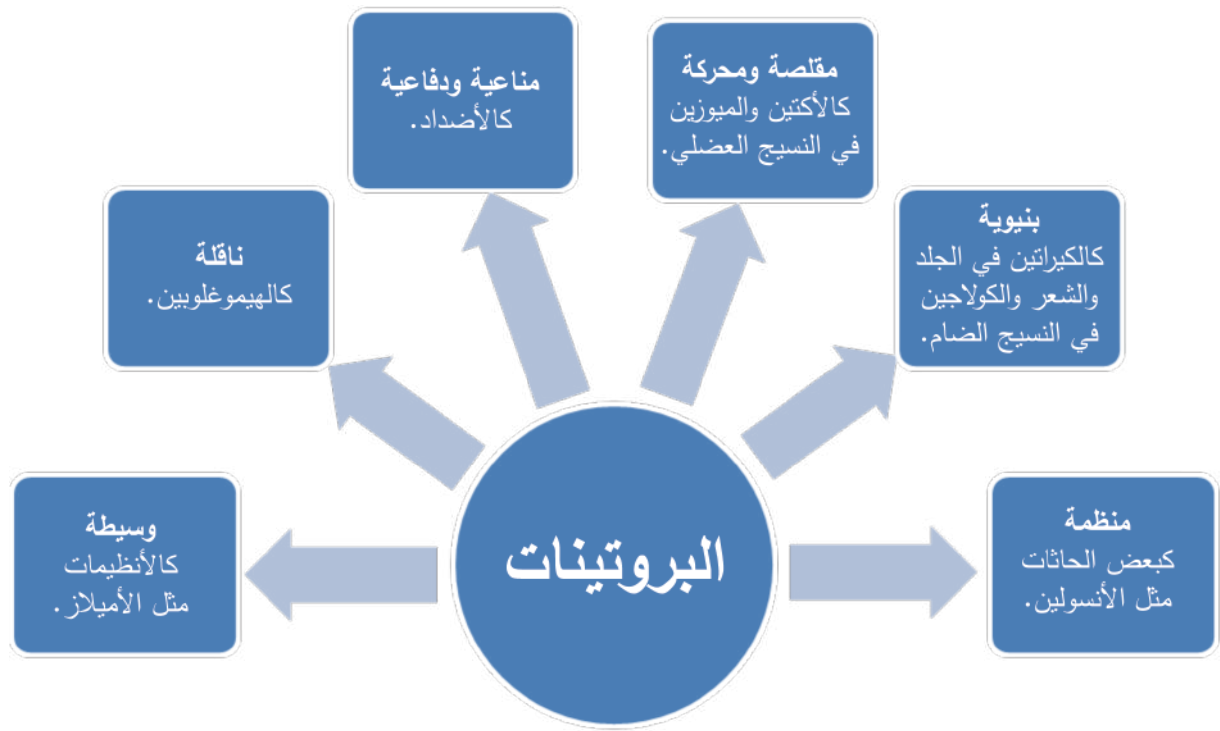 مناعية ودفاعية
كالأضداد.
مقلصة ومحركة
كالأكتين والميوزين
في النسيج العضلي.
ناقلة
كالهيموغلوبين.
بنيوية
كالكيراتين في الجلد
والشعر والكولاجين
في النسيج الضام.
وسيطة
كالأنظيمات
مثل الأميلاز.
البروتينات
منظمة
كبعض الحاثات
مثل الأنسولين.